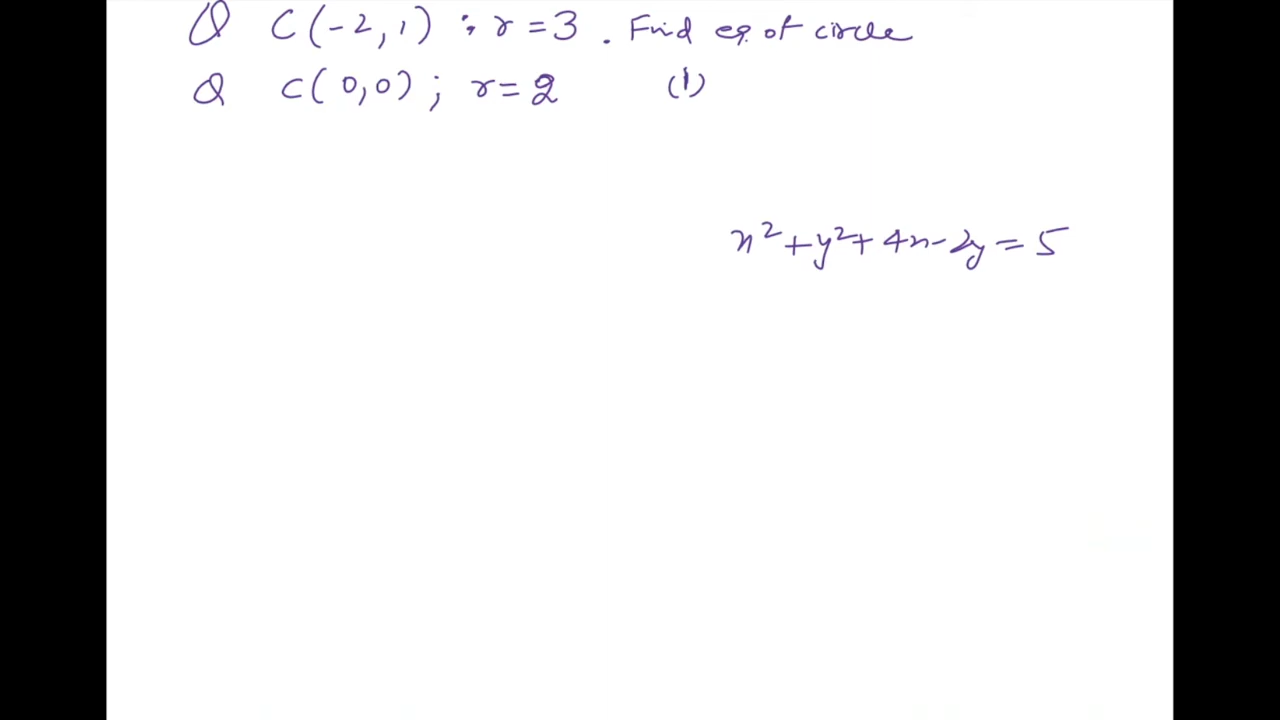 Q C(-2,1) ; r=3 . Find eq. of circle
Q C(0,0) ; r=2 (1)
x²+y²+4x-2y=5